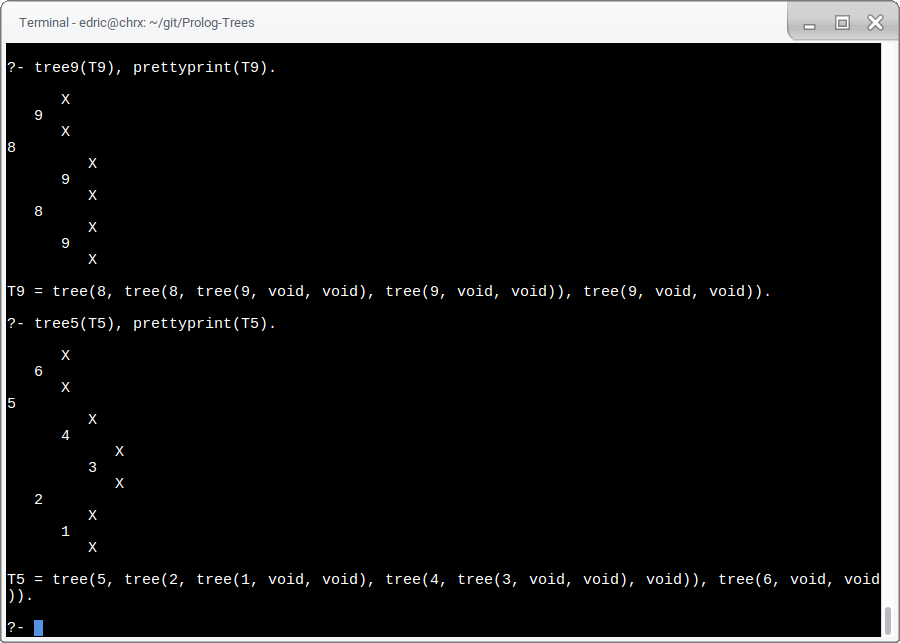 Terminal - edric@chrx: ~/git/Prolog-Trees
?- tree9(T9), prettyprint(T9).
X
9
X
8
X
9
X
8
X
9
X
T9 = tree(8, tree(8, tree(9, void, void), tree(9, void, void)), tree(9, void, void)).
?- tree5(T5), prettyprint(T5).
X
6
X
5
X
4
X
3
X
2
X
1
X
T5 = tree(5, tree(2, tree(1, void, void), tree(4, tree(3, void, void), void)), tree(6, void, void
)).
?-